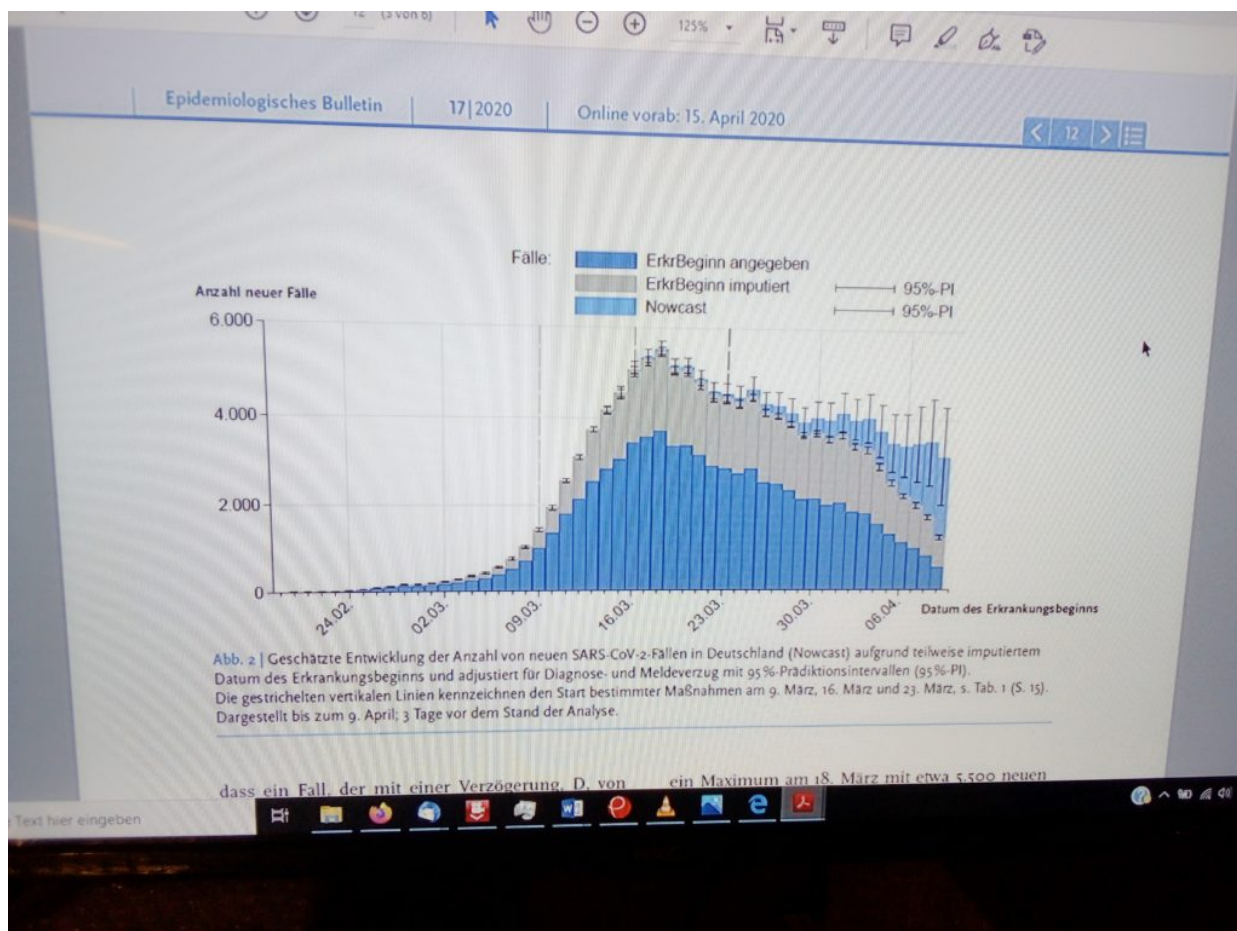 12 (3 von 6)
125%
Epidemiologisches Bulletin
17|2020
Online vorab: 15. April 2020
12
Fälle:
ErkrBeginn angegeben
ErkrBeginn imputiert
95%-PI
Nowcast
95%-PI
Anzahl neuer Fälle
6.000
4.000
2.000
0
24.02.
02.03.
09.03.
16.03.
23.03.
30.03.
06.04.
Datum des Erkrankungsbeginns
Abb. 2 | Geschätzte Entwicklung der Anzahl von neuen SARS-CoV-2-Fällen in Deutschland (Nowcast) aufgrund teilweise imputiertem
Datum des Erkrankungsbeginns und adjustiert für Diagnose- und Meldeverzug mit 95%-Prädiktionsintervallen (95%-PI).
Die gestrichelten vertikalen Linien kennzeichnen den Start bestimmter Maßnahmen am 9. März, 16. März und 23. März, s. Tab. 1 (S. 15).
Dargestellt bis zum 9. April; 3 Tage vor dem Stand der Analyse.
dass ein Fall, der mit einer Verzögerung, D, von
ein Maximum am 18. März mit etwa 5.500 neuen
Text hier eingeben